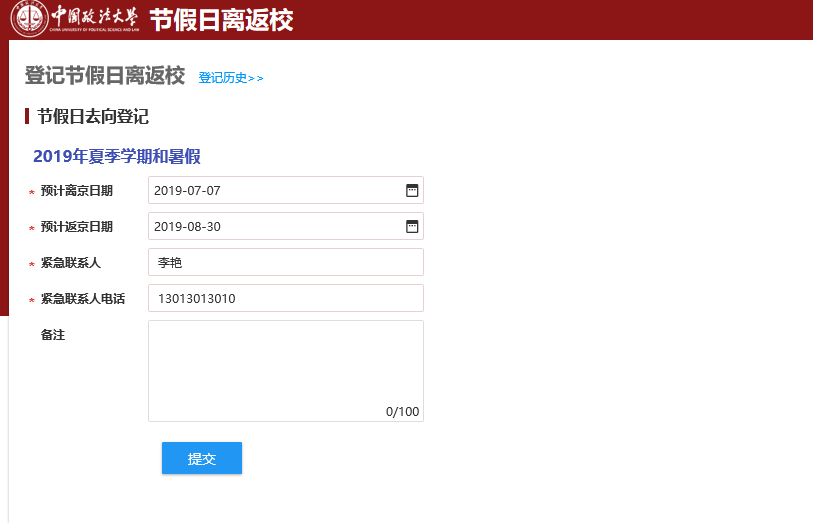 中国政法大学 节假日离返校
CHINA UNIVERSITY OF POLITICAL SCIENCE AND LAW
登记节假日离返校 登记历史>>
节假日去向登记
2019年夏季学期和暑假
* 预计离京日期 2019-07-07
* 预计返京日期 2019-08-30
* 紧急联系人 李艳
* 紧急联系人电话 13013013010
备注
0/100
提交